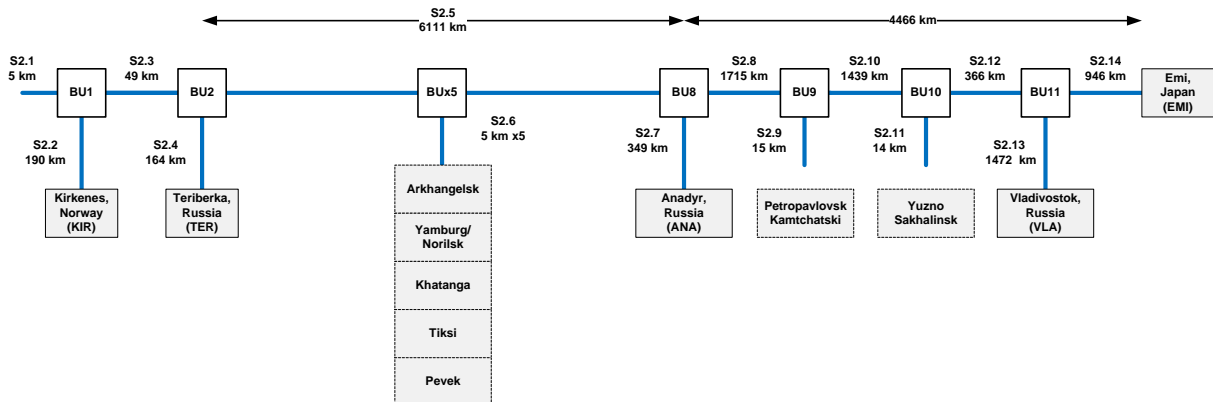 S2.5
6111 km
4466 km
S2.1
5 km
S2.3
49 km
S2.8
1715 km
S2.10
1439 km
S2.12
366 km
S2.14
946 km
BU1
BU2
BUx5
BU8
BU9
BU10
BU11
Emi,
Japan
(EMI)
S2.2
190 km
S2.4
164 km
S2.6
5 km x5
S2.7
349 km
S2.9
15 km
S2.11
14 km
S2.13
1472 km
Kirkenes,
Norway
(KIR)
Teriberka,
Russia
(TER)
Arkhangelsk
Yamburg/
Norilsk
Khatanga
Tiksi
Pevek
Anadyr,
Russia
(ANA)
Petropavlovsk
Kamtchatski
Yuzno
Sakhalinsk
Vladivostok,
Russia
(VLA)